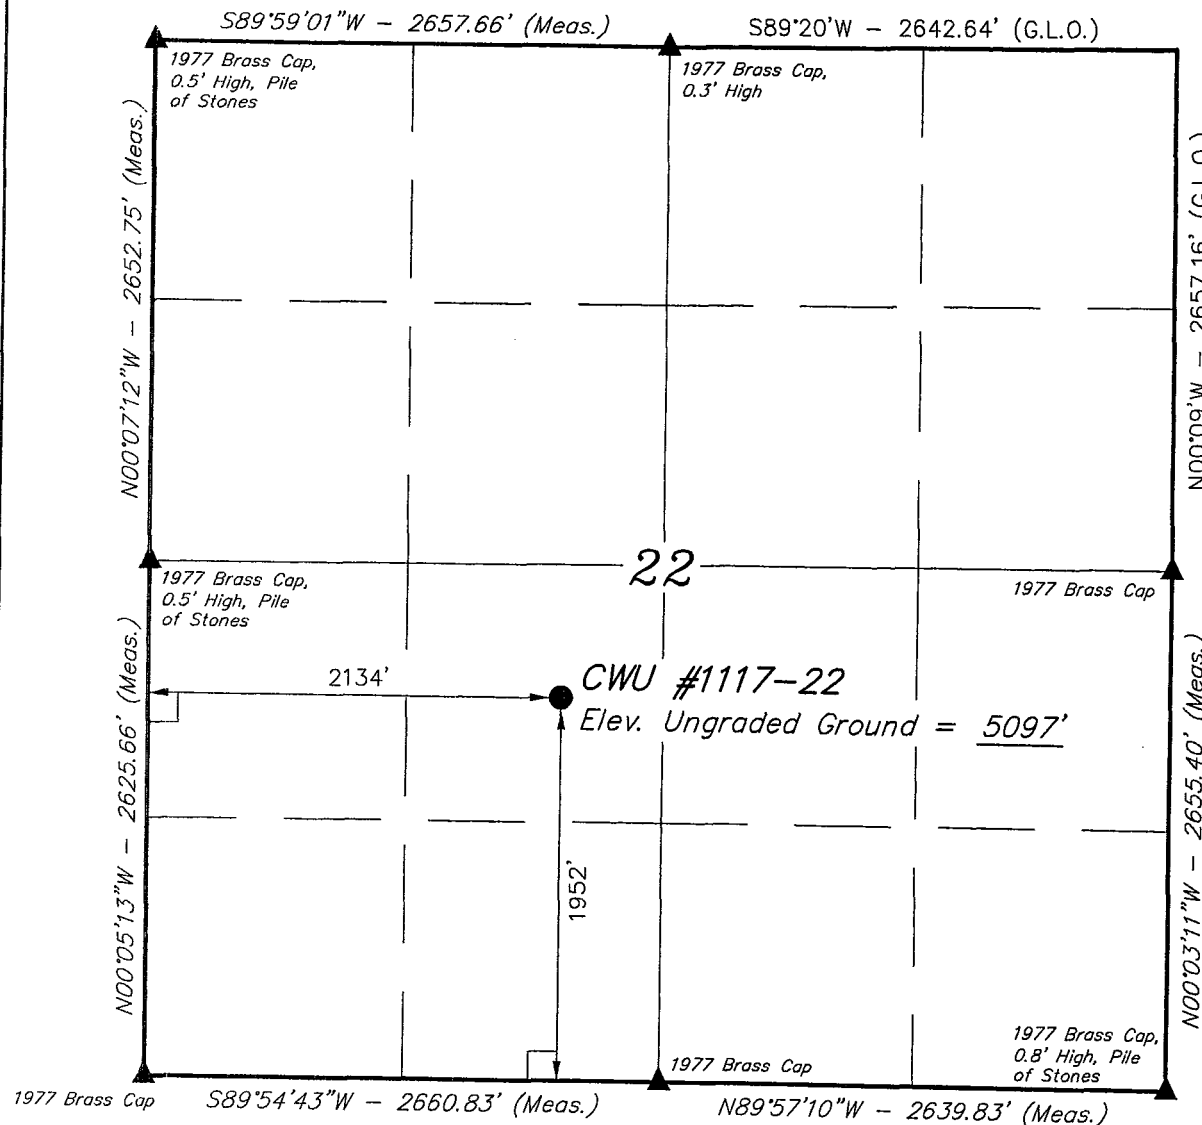 S89°59'01"W - 2657.66' (Meas.)
S89°20'W - 2642.64' (G.L.O.)
1977 Brass Cap,
0.5' High, Pile
of Stones
1977 Brass Cap,
0.3' High
N00°07'12"W - 2652.75' (Meas.)
N00°09'W - 2657.16' (G.L.O.)
22
1977 Brass Cap,
0.5' High, Pile
of Stones
1977 Brass Cap
2134'
CWU #1117-22
Elev. Ungraded Ground = 5097'
N00°05'13"W - 2625.66' (Meas.)
1952'
N00°03'11"W - 2655.40' (Meas.)
1977 Brass Cap,
0.8' High, Pile
of Stones
1977 Brass Cap
1977 Brass Cap
S89°54'43"W - 2660.83' (Meas.)
N89°57'10"W - 2639.83' (Meas.)